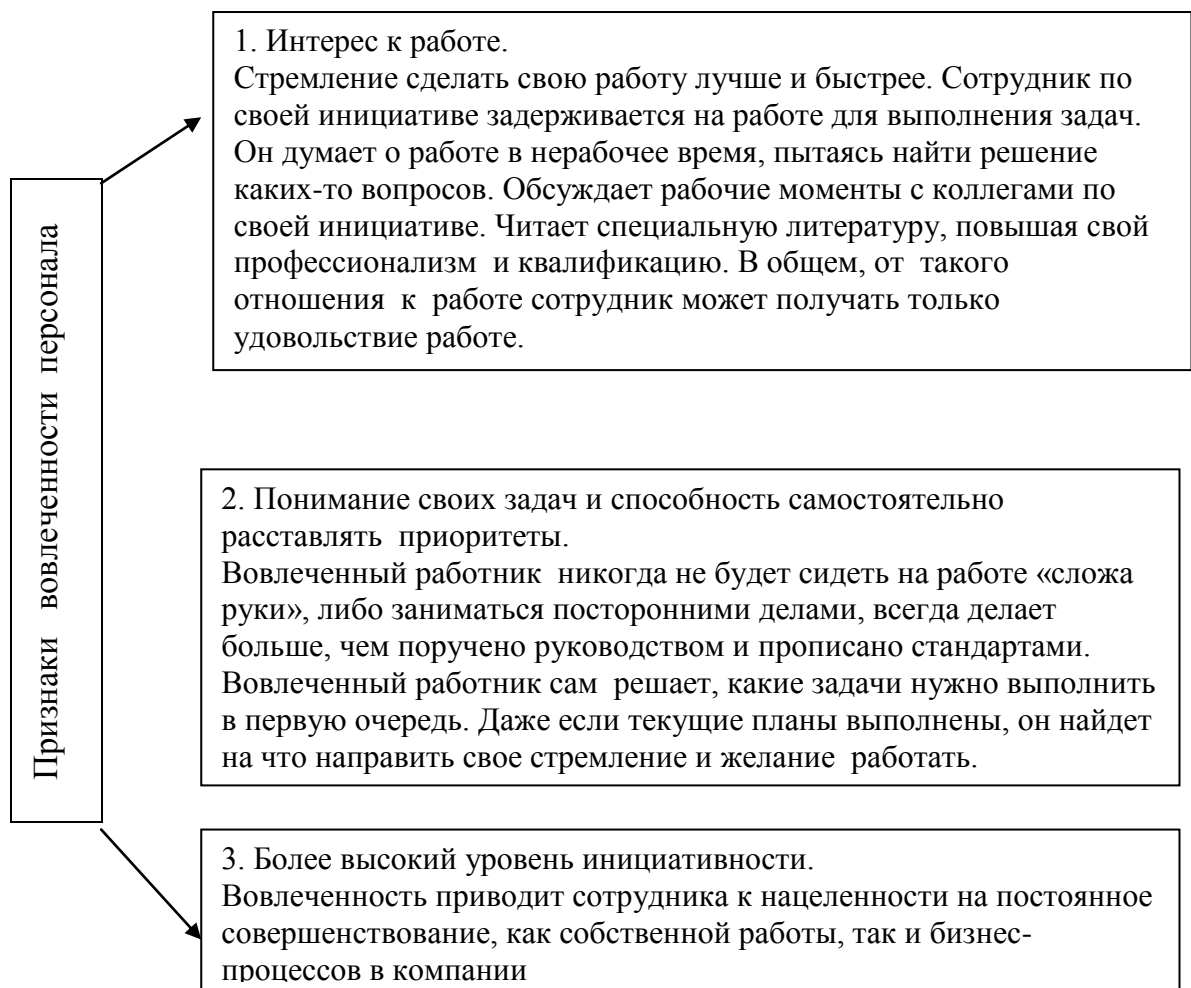 Признаки вовлеченности персонала
1. Интерес к работе.
Стремление сделать свою работу лучше и быстрее. Сотрудник по
своей инициативе задерживается на работе для выполнения задач.
Он думает о работе в нерабочее время, пытаясь найти решение
каких-то вопросов. Обсуждает рабочие моменты с коллегами по
своей инициативе. Читает специальную литературу, повышая свой
профессионализм и квалификацию. В общем, от такого
отношения к работе сотрудник может получать только
удовольствие работе.
2. Понимание своих задач и способность самостоятельно
расставлять приоритеты.
Вовлеченный работник никогда не будет сидеть на работе «сложа
руки», либо заниматься посторонними делами, всегда делает
больше, чем поручено руководством и прописано стандартами.
Вовлеченный работник сам решает, какие задачи нужно выполнить
в первую очередь. Даже если текущие планы выполнены, он найдет
на что направить свое стремление и желание работать.
3. Более высокий уровень инициативности.
Вовлеченность приводит сотрудника к нацеленности на постоянное
совершенствование, как собственной работы, так и бизнес-
процессов в компании